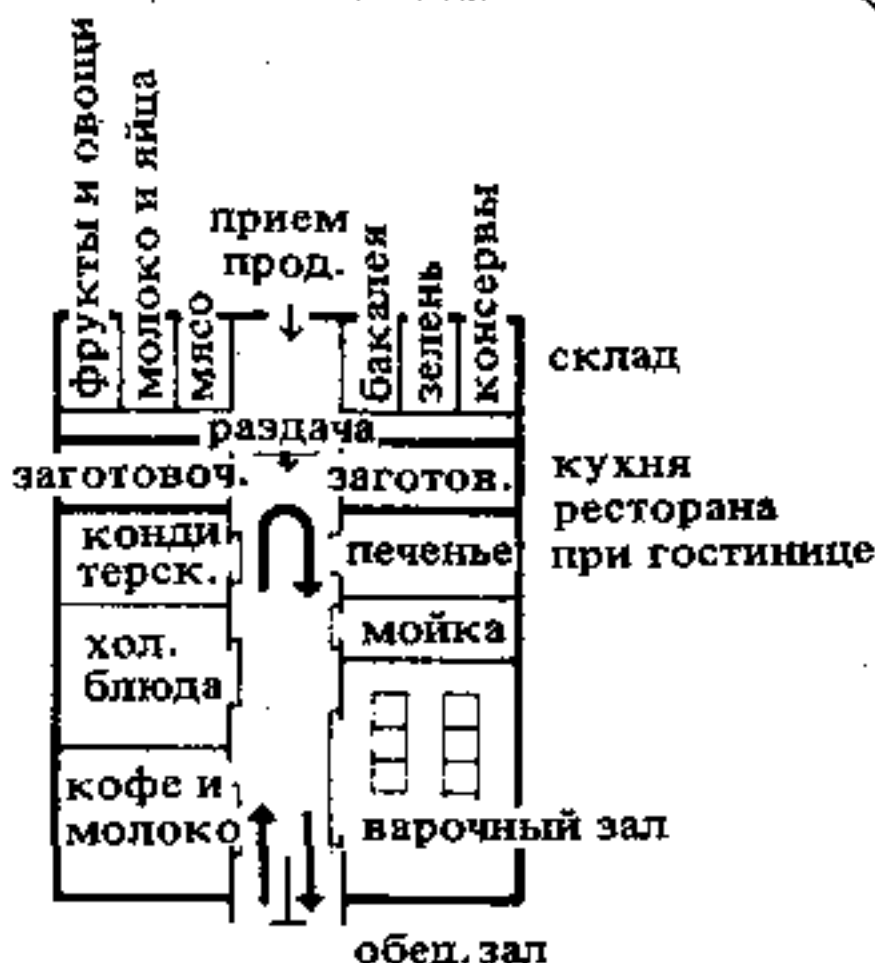 фрукты и овощи
молоко и яйца
мясо
прием
прод.
бакалея
зелень
консервы
склад
раздача
заготовоч.
заготов.
кухня
ресторана
при гостинице
конди
терск.
печенье
мойка
хол.
блюда
кофе и
молоко
варочный зал
обед. зал